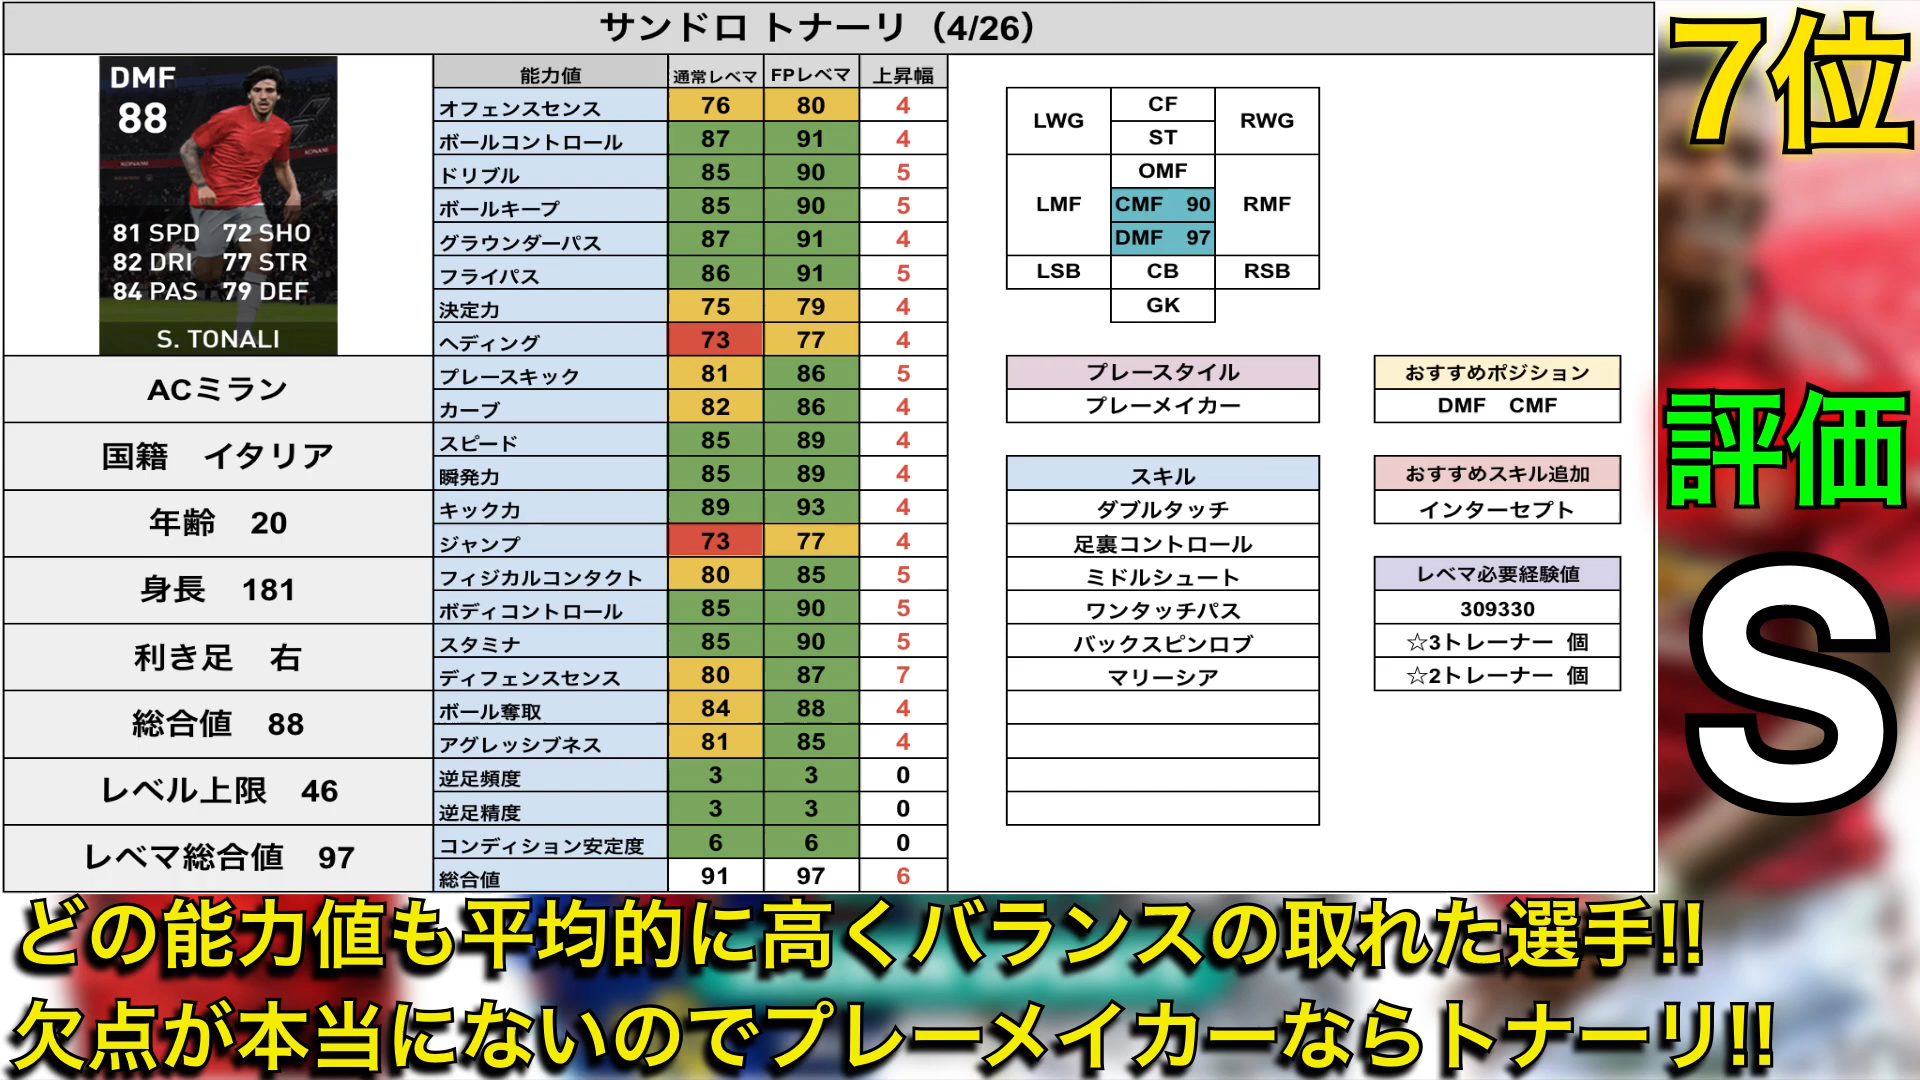 サンドロ トナーリ（4/26）
DMF
88
KONAMI
KONAMI
81 SPD 72 SHO
82 DRI 77 STR
84 PAS 79 DEF
S. TONALI
ACミラン
国籍 イタリア
年齢 20
身長 181
利き足 右
総合値 88
レベル上限 46
レベマ総合値 97
能力値 通常レベマ FPレベマ 上昇幅
オフェンスセンス 76 80 4
ボールコントロール 87 91 4
ドリブル 85 90 5
ボールキープ 85 90 5
グラウンダーパス 87 91 4
フライパス 86 91 5
決定力 75 79 4
ヘディング 73 77 4
プレースキック 81 86 5
カーブ 82 86 4
スピード 85 89 4
瞬発力 85 89 4
キック力 89 93 4
ジャンプ 73 77 4
フィジカルコンタクト 80 85 5
ボディコントロール 85 90 5
スタミナ 85 90 5
ディフェンスセンス 80 87 7
ボール奪取 84 88 4
アグレッシブネス 81 85 4
逆足頻度 3 3 0
逆足精度 3 3 0
コンディション安定度 6 6 0
総合値 91 97 6
LWG CF RWG
ST
OMF
LMF CMF 90 RMF
DMF 97
LSB CB RSB
GK
プレースタイル
プレーメイカー
スキル
ダブルタッチ
足裏コントロール
ミドルシュート
ワンタッチパス
バックスピンロブ
マリーシア
おすすめポジション
DMF CMF
おすすめスキル追加
インターセプト
レベマ必要経験値
309330
☆3トレーナー 個
☆2トレーナー 個
7位
評価
S
どの能力値も平均的に高くバランスの取れた選手!!
欠点が本当にないのでプレーメイカーならトナーリ!!